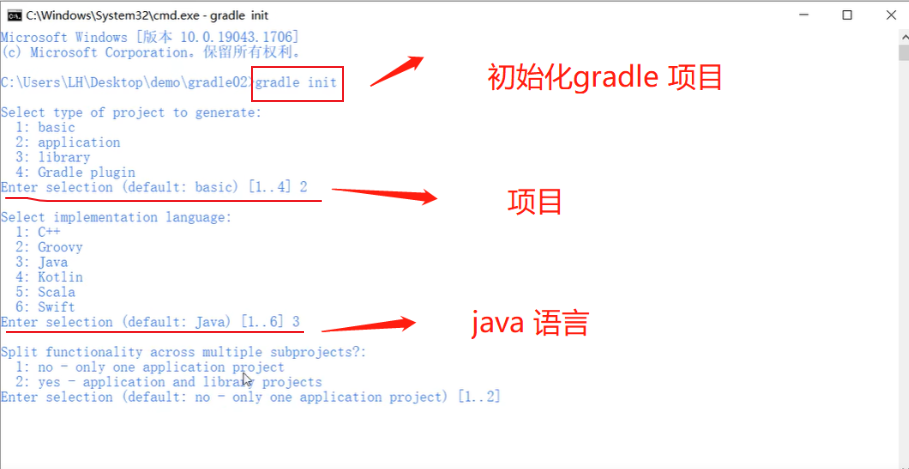 C:\Windows\System32\cmd.exe - gradle init
Microsoft Windows [版本 10.0.19043.1706]
(c) Microsoft Corporation。保留所有权利。
C:\Users\LH\Desktop\demo\gradle02>gradle init
初始化gradle 项目
Select type of project to generate:
1: basic
2: application
3: library
4: Gradle plugin
Enter selection (default: basic) [1..4] 2
项目
Select implementation language:
1: C++
2: Groovy
3: Java
4: Kotlin
5: Scala
6: Swift
Enter selection (default: Java) [1..6] 3
java 语言
Split functionality across multiple subprojects?:
1: no - only one application project
2: yes - application and library projects
Enter selection (default: no - only one application project) [1..2]